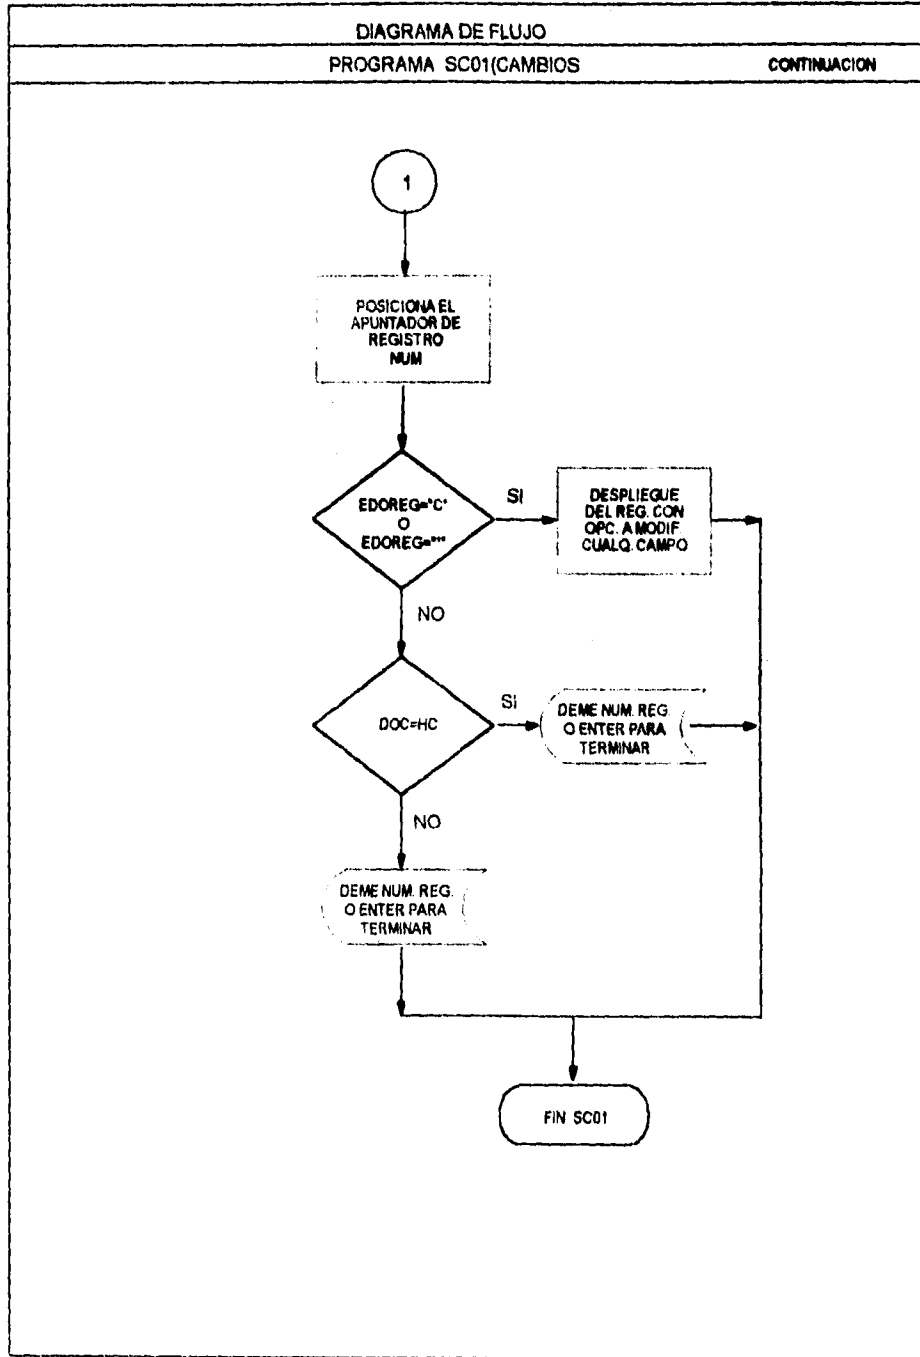 DIAGRAMA DE FLUJO
PROGRAMA SC01(CAMBIOS CONTINUACION
1
POSICIONA EL
APUNTADOR DE
REGISTRO
NUM
EDOREG="C"
O
EDOREG="*"
SI
DESPLIEGUE
DEL REG. CON
OPC. A MODIF
CUALQ. CAMPO
NO
DOC=HC
SI
DEME NUM. REG.
O ENTER PARA
TERMINAR
NO
DEME NUM. REG.
O ENTER PARA
TERMINAR
FIN SC01